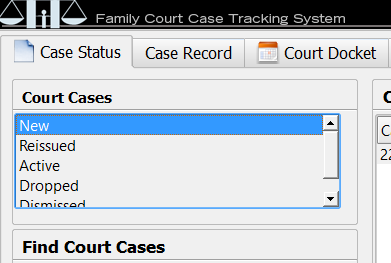 Family Court Case Tracking System
Case Status
Case Record
Court Docket
Court Cases
New
Reissued
Active
Dropped
Dismissed
Find Court Cases